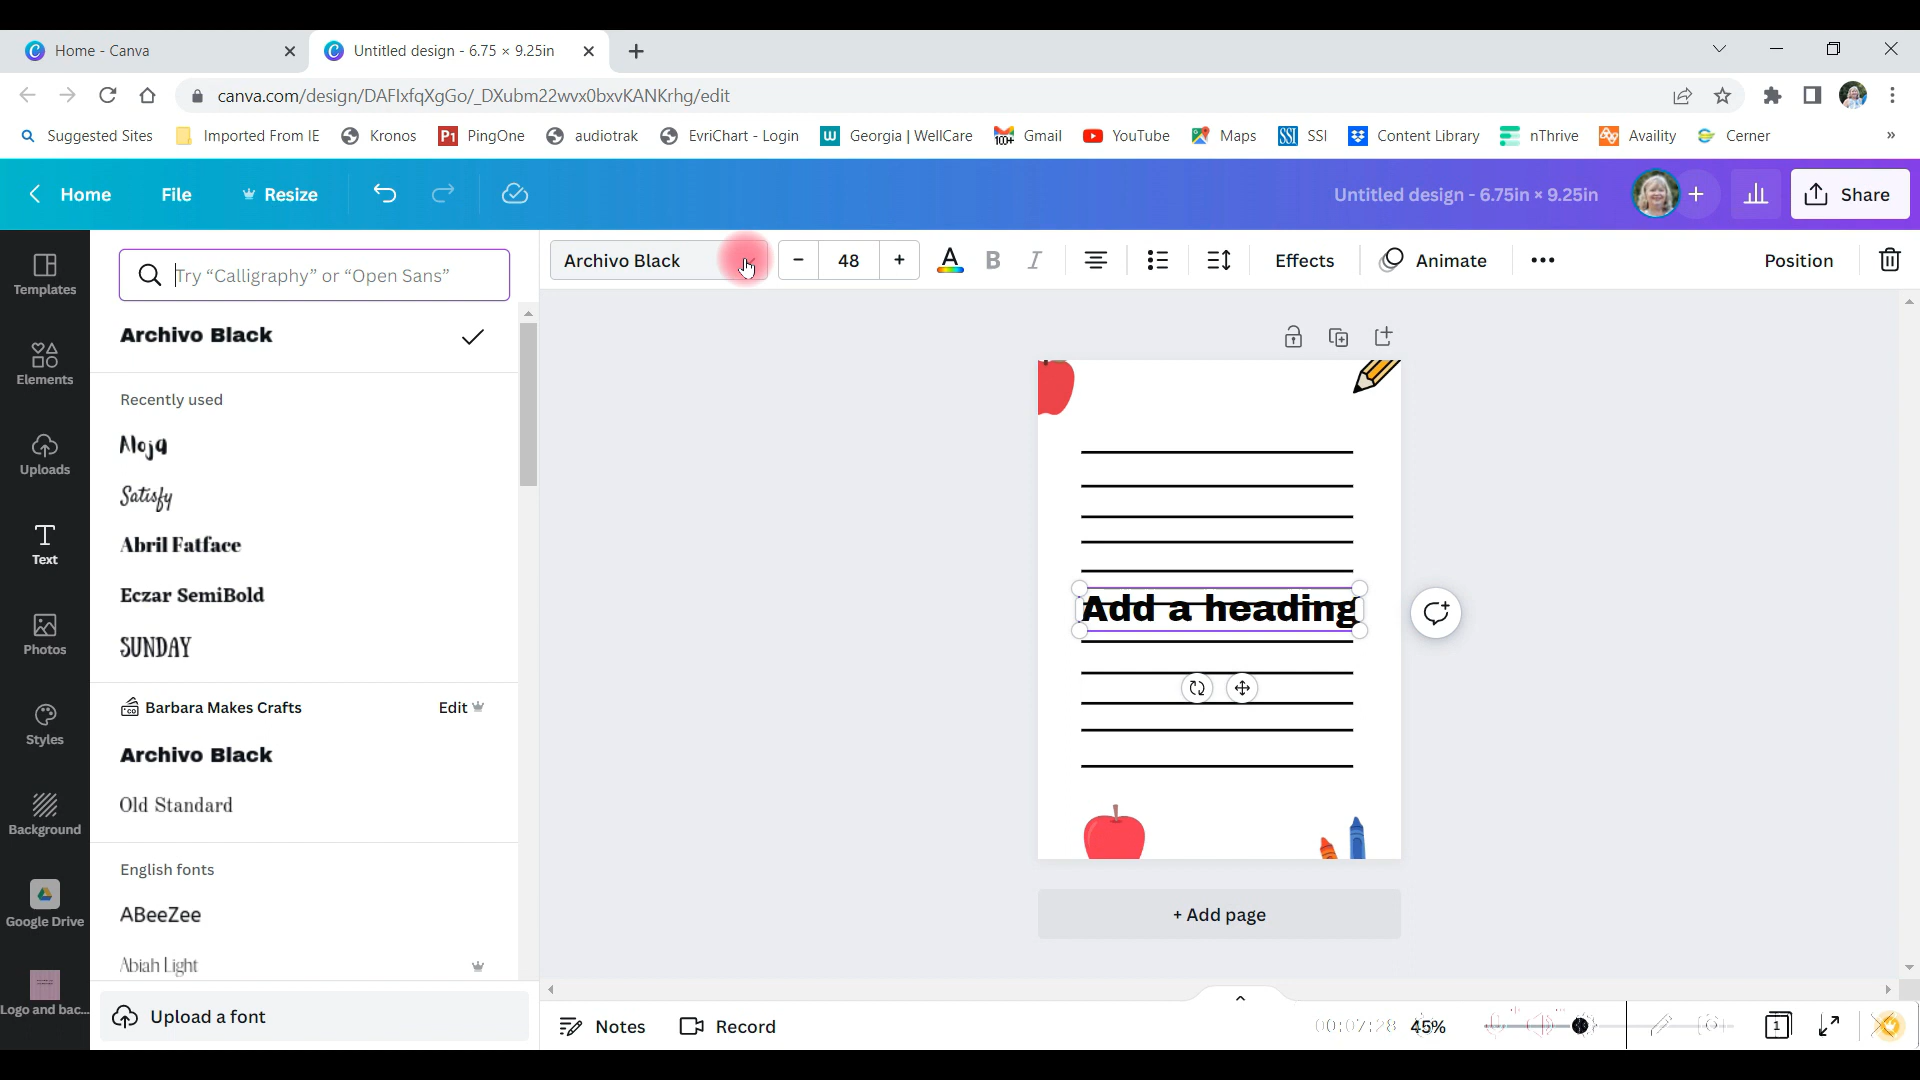 Home - Canva
Untitled design - 6.75 × 9.25in
canva.com/design/DAFIxfqXgGo/_DXubm22wvx0bxvKANKrhg/edit
Suggested Sites
Imported From IE
Kronos
PingOne
audiotrak
EvriChart - Login
Georgia | WellCare
Gmail
YouTube
Maps
SSI
Content Library
nThrive
Availity
Cerner
»
Home
File
Resize
Untitled design - 6.75in × 9.25in
Share
Templates
Elements
Uploads
Text
Photos
Styles
Background
Google Drive
Logo and bac...
Try “Calligraphy” or “Open Sans”
Archivo Black
Recently used
Moja
Satisfy
Abril Fatface
Eczar SemiBold
SUNDAY
Barbara Makes Crafts
Edit
Archivo Black
Old Standard
English fonts
ABeeZee
Abiah Light
Upload a font
Archivo Black
48
Effects
Animate
Position
Add a heading
+ Add page
Notes
Record
00:07:28
45%
1